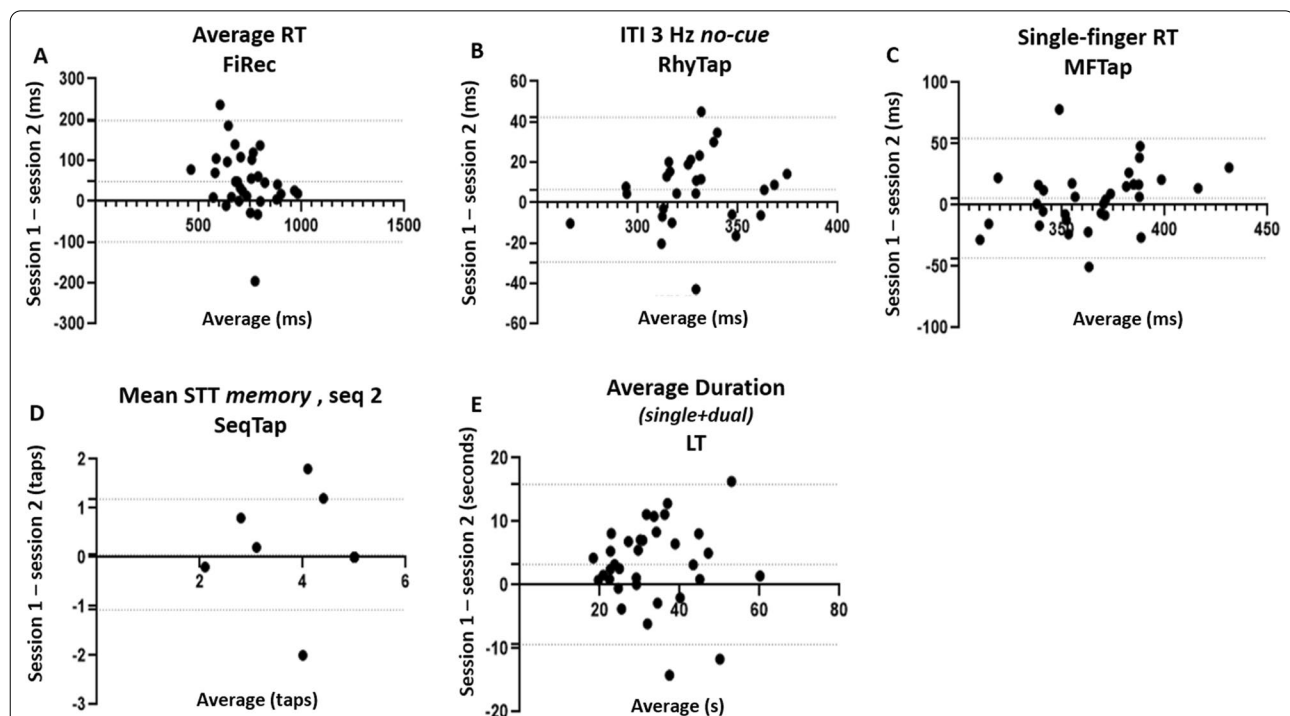 A
Average RT
FiRec
Session 1 – session 2 (ms)
300
200
100
0
-100
-200
-300
500
1000
1500
Average (ms)
B
ITI 3 Hz no-cue
RhyTap
Session 1 – session 2 (ms)
60
40
20
0
-20
-40
-60
300
350
400
Average (ms)
C
Single-finger RT
MFTap
Session 1 – session 2 (ms)
100
50
0
-50
-100
350
400
450
Average (ms)
D
Mean STT memory , seq 2
SeqTap
Session 1 – session 2 (taps)
2
1
0
-1
-2
-3
2
4
6
Average (taps)
E
Average Duration
(single+dual)
LT
Session 1 – session 2 (seconds)
20
10
0
-10
-20
20
40
60
80
Average (s)